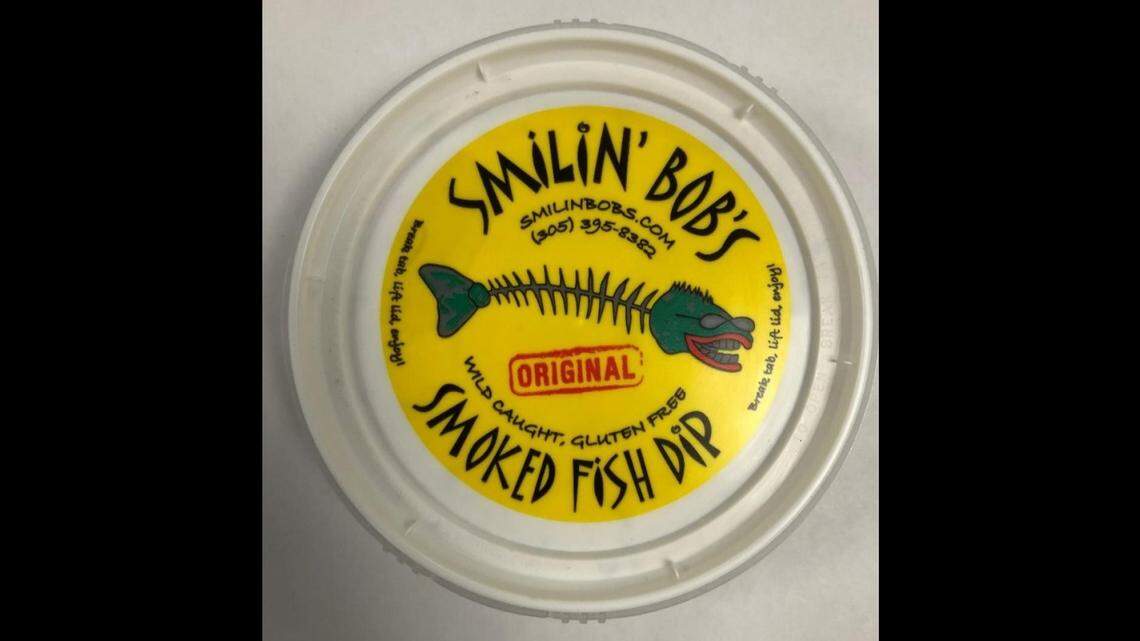 SMiLiN' BOB'S
SMILINBOBS.COM
(305) 395-8382
Break tab, lift lid, enjoy!
Break tab, lift lid, enjoy!
ORIGINAL
WILD CAUGHT, GLUTEN FREE
SMOKED FiSH DiP